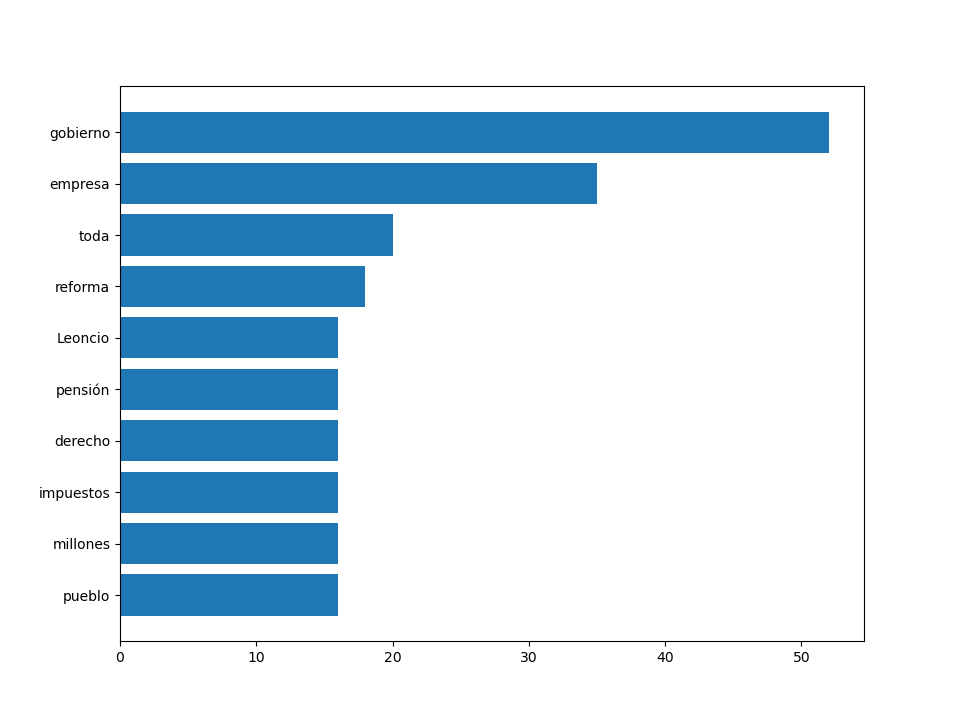 gobierno
empresa
toda
reforma
Leoncio
pensión
derecho
impuestos
millones
pueblo
0 10 20 30 40 50